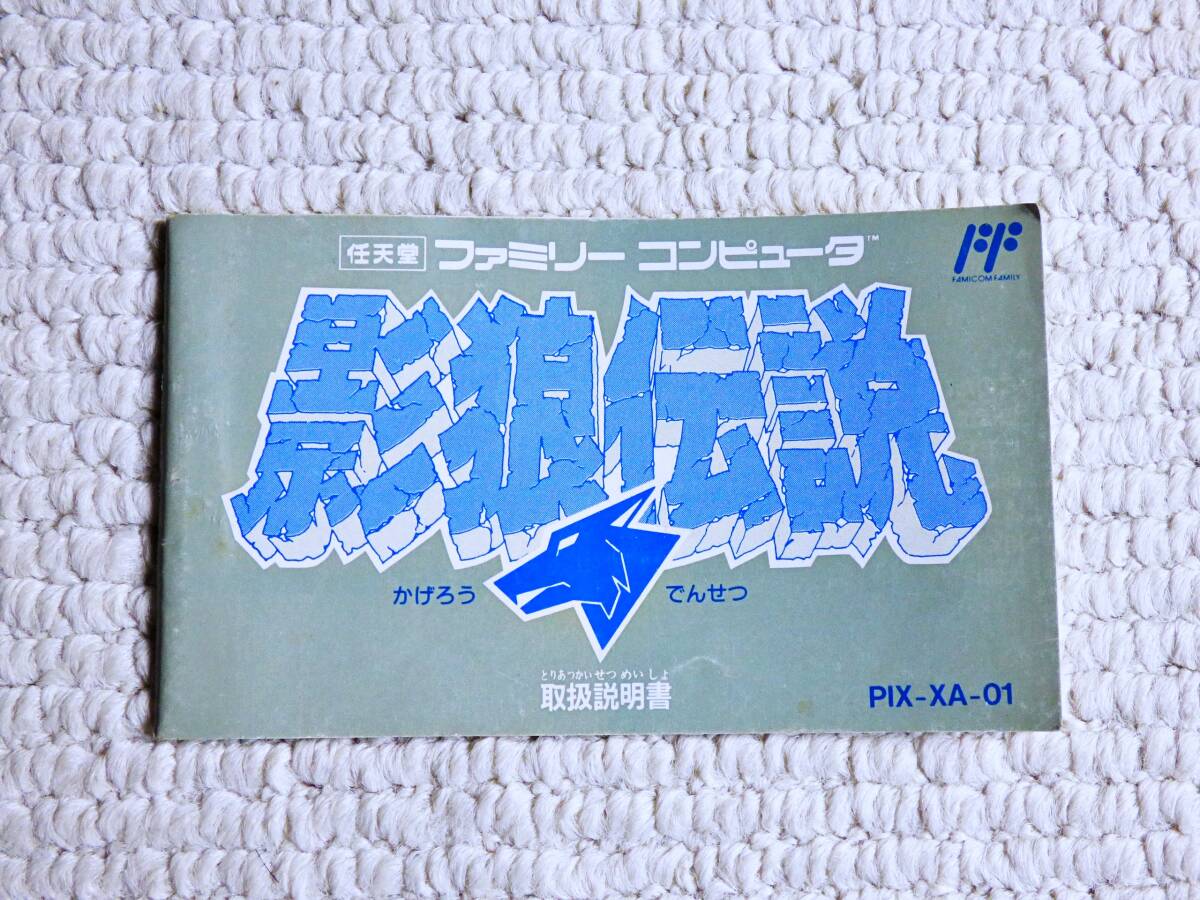 任天堂 ファミリー コンピュータ™
FAMICOM FAMILY
影狼伝説
かげろう でんせつ
とりあつかいせつめいしょ
取扱説明書
PIX-XA-01